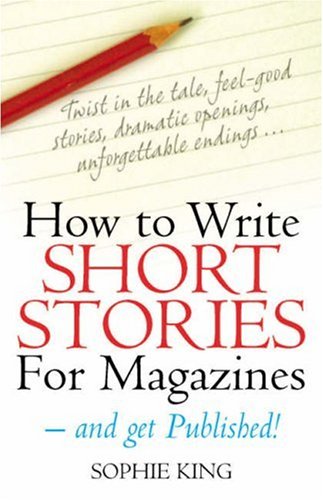 Twist in the tale, feel-good
stories, dramatic openings,
unforgettable endings ...
How to Write
SHORT
STORIES
For Magazines
– and get Published!
SOPHIE KING